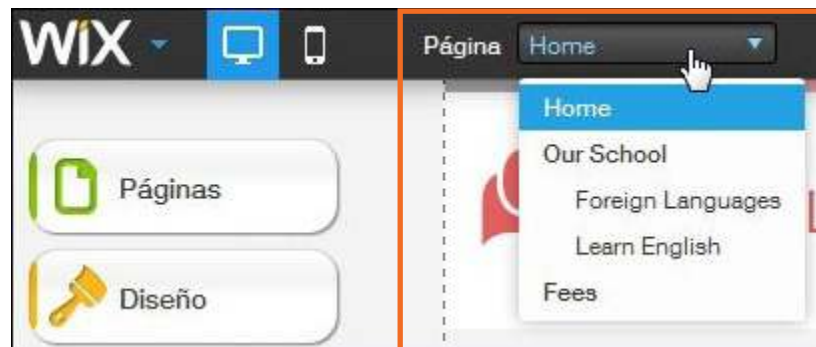 WiX Página Home
Home
Our School
Páginas
Foreign Languages
Learn English
Diseño
Fees